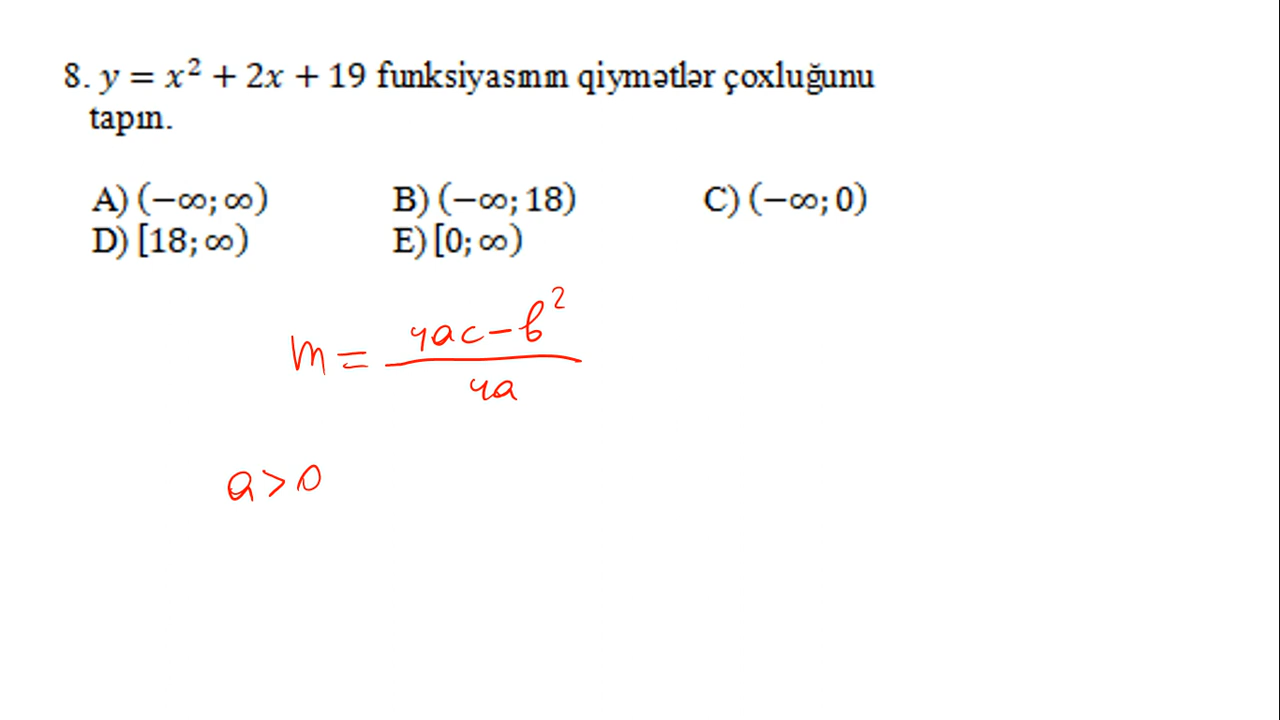 8. y = x² + 2x + 19 funksiyasının qiymətlər çoxluğunu
tapın.
A) (−∞; ∞) B) (−∞; 18) C) (−∞; 0)
D) [18; ∞) E) [0; ∞)
m = (4ac − b²) / 4a
a > 0